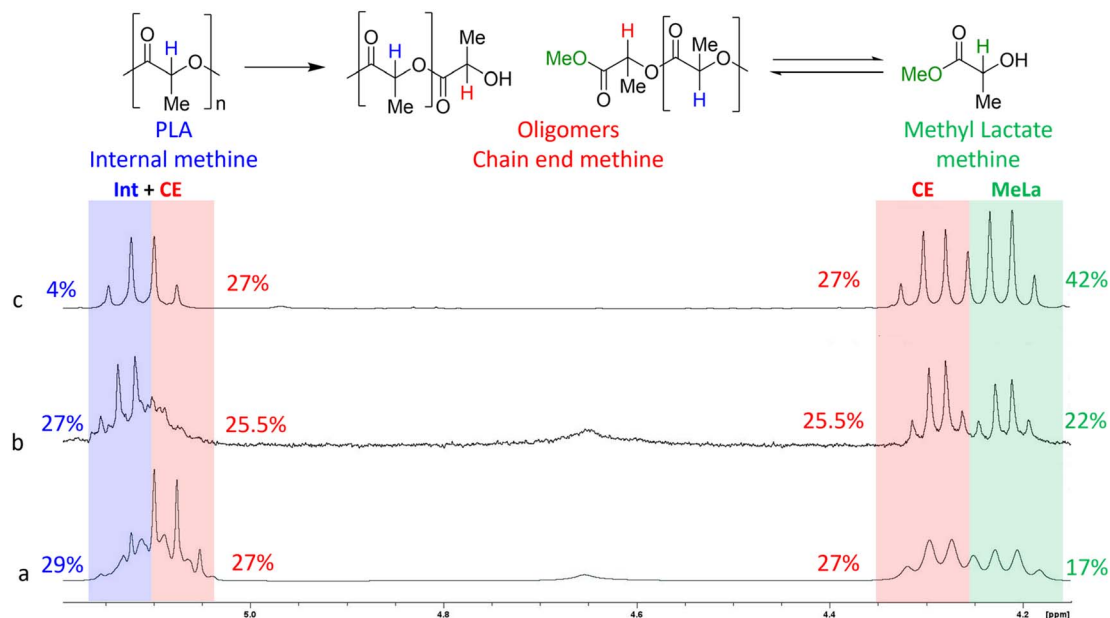 O
H
O
n
Me
O
H
O
Me
O
Me
OH
H
MeO
H
O
Me
O
O
Me
O
H
O
MeO
H
OH
Me
PLA
Internal methine
Oligomers
Chain end methine
Methyl Lactate
methine
Int + CE
CE
MeLa
c
4%
27%
27%
42%
b
27%
25.5%
25.5%
22%
a
29%
27%
27%
17%
5.0
4.8
4.6
4.4
4.2
[ppm]